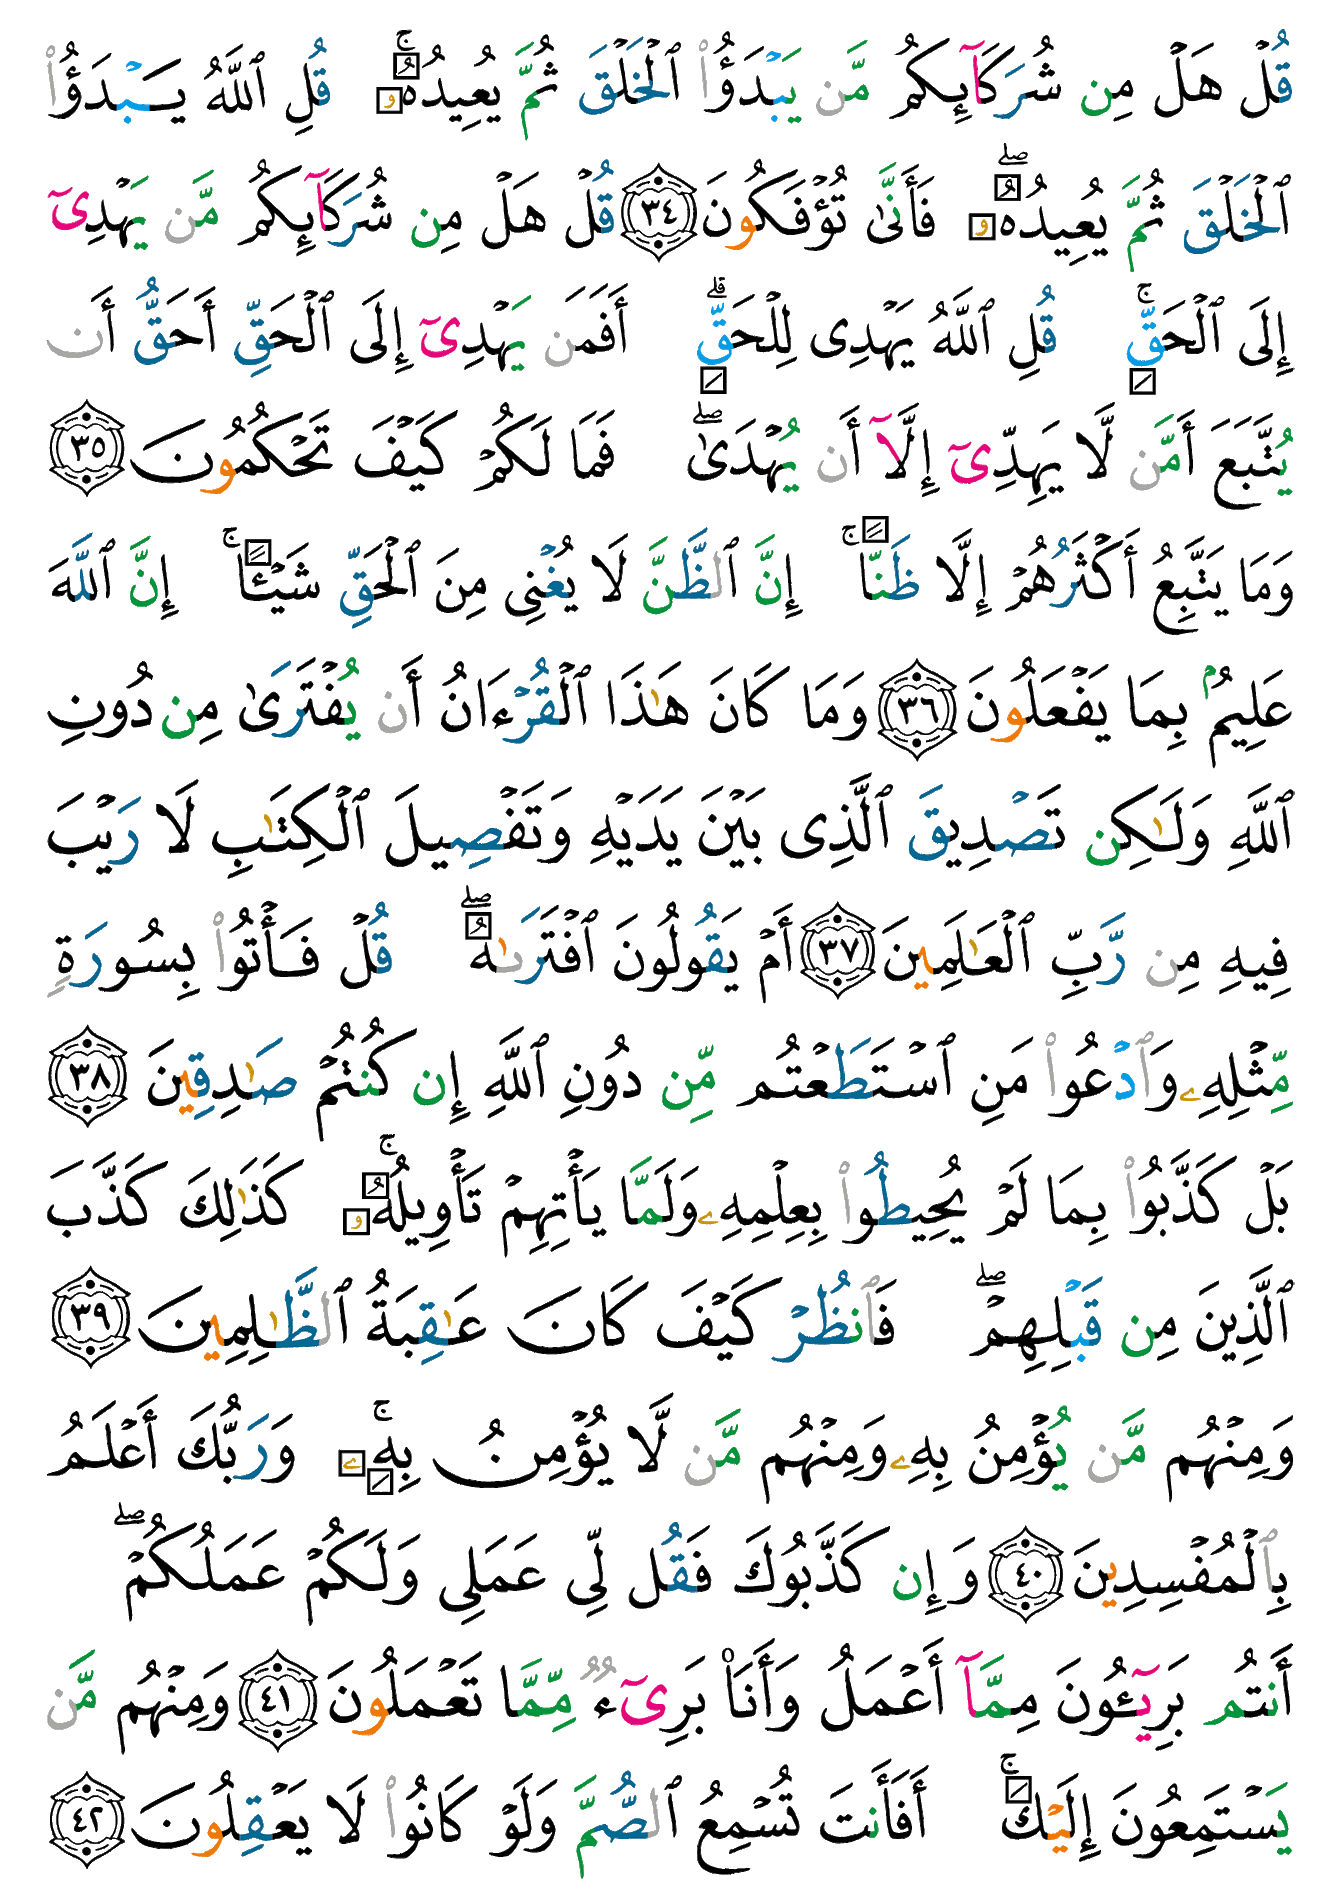 قُلْ هَلْ مِن شُرَكَآئِكُم مَّن يَبْدَؤُا۟ ٱلْخَلْقَ ثُمَّ يُعِيدُهُۥ ۚ قُلِ ٱللَّهُ يَبْدَؤُا۟
ٱلْخَلْقَ ثُمَّ يُعِيدُهُۥ ۖ فَأَنَّىٰ تُؤْفَكُونَ ٣٤ قُلْ هَلْ مِن شُرَكَآئِكُم مَّن يَهْدِىٓ
إِلَى ٱلْحَقِّ ۚ قُلِ ٱللَّهُ يَهْدِى لِلْحَقِّ ۗ أَفَمَن يَهْدِىٓ إِلَى ٱلْحَقِّ أَحَقُّ أَن
يُتَّبَعَ أَمَّن لَّا يَهِدِّىٓ إِلَّآ أَن يُهْدَىٰ ۖ فَمَا لَكُمْ كَيْفَ تَحْكُمُونَ ٣٥
وَمَا يَتَّبِعُ أَكْثَرُهُمْ إِلَّا ظَنًّا ۚ إِنَّ ٱلظَّنَّ لَا يُغْنِى مِنَ ٱلْحَقِّ شَيْـًٔا ۚ إِنَّ ٱللَّهَ
عَلِيمٌۢ بِمَا يَفْعَلُونَ ٣٦ وَمَا كَانَ هَـٰذَا ٱلْقُرْءَانُ أَن يُفْتَرَىٰ مِن دُونِ
ٱللَّهِ وَلَـٰكِن تَصْدِيقَ ٱلَّذِى بَيْنَ يَدَيْهِ وَتَفْصِيلَ ٱلْكِتَـٰبِ لَا رَيْبَ
فِيهِ مِن رَّبِّ ٱلْعَـٰلَمِينَ ٣٧ أَمْ يَقُولُونَ ٱفْتَرَىٰهُ ۖ قُلْ فَأْتُوا۟ بِسُورَةٍ
مِّثْلِهِۦ وَٱدْعُوا۟ مَنِ ٱسْتَطَعْتُم مِّن دُونِ ٱللَّهِ إِن كُنتُمْ صَـٰدِقِينَ ٣٨
بَلْ كَذَّبُوا۟ بِمَا لَمْ يُحِيطُوا۟ بِعِلْمِهِۦ وَلَمَّا يَأْتِهِمْ تَأْوِيلُهُۥ ۚ كَذَٰلِكَ كَذَّبَ
ٱلَّذِينَ مِن قَبْلِهِمْ ۖ فَٱنظُرْ كَيْفَ كَانَ عَـٰقِبَةُ ٱلظَّـٰلِمِينَ ٣٩
وَمِنْهُم مَّن يُؤْمِنُ بِهِۦ وَمِنْهُم مَّن لَّا يُؤْمِنُ بِهِۦ ۚ وَرَبُّكَ أَعْلَمُ
بِٱلْمُفْسِدِينَ ٤٠ وَإِن كَذَّبُوكَ فَقُل لِّى عَمَلِى وَلَكُمْ عَمَلُكُمْ ۖ
أَنتُم بَرِيٓـُٔونَ مِمَّآ أَعْمَلُ وَأَنَا۠ بَرِىٓءٌ مِّمَّا تَعْمَلُونَ ٤١ وَمِنْهُم مَّن
يَسْتَمِعُونَ إِلَيْكَ ۚ أَفَأَنتَ تُسْمِعُ ٱلصُّمَّ وَلَوْ كَانُوا۟ لَا يَعْقِلُونَ ٤٢